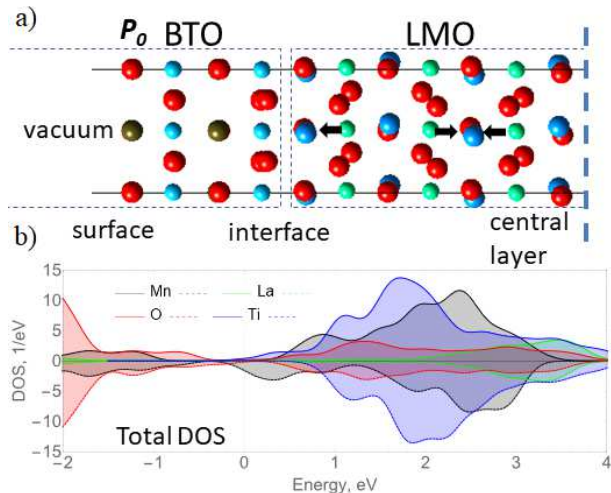 a)
P₀ BTO LMO
vacuum
surface interface central
layer
b)
15
10
5
0
-5
-10
-15
DOS, 1/eV
Mn La
O Ti
Total DOS
-2 -1 0 1 2 3 4
Energy, eV